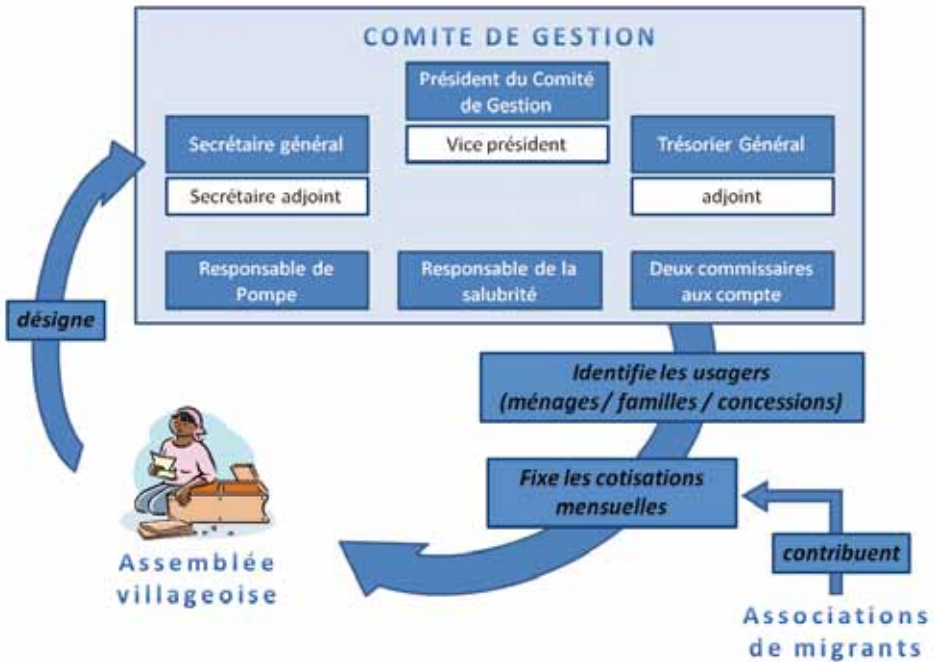 COMITE DE GESTION
Président du Comité
de Gestion
Vice président
Secrétaire général
Secrétaire adjoint
Trésorier Général
adjoint
Responsable de
Pompe
Responsable de la
salubrité
Deux commissaires
aux compte
désigne
Identifie les usagers
(ménages / familles / concessions)
Fixe les cotisations
mensuelles
contribuent
Assemblée
villageoise
Associations
de migrants